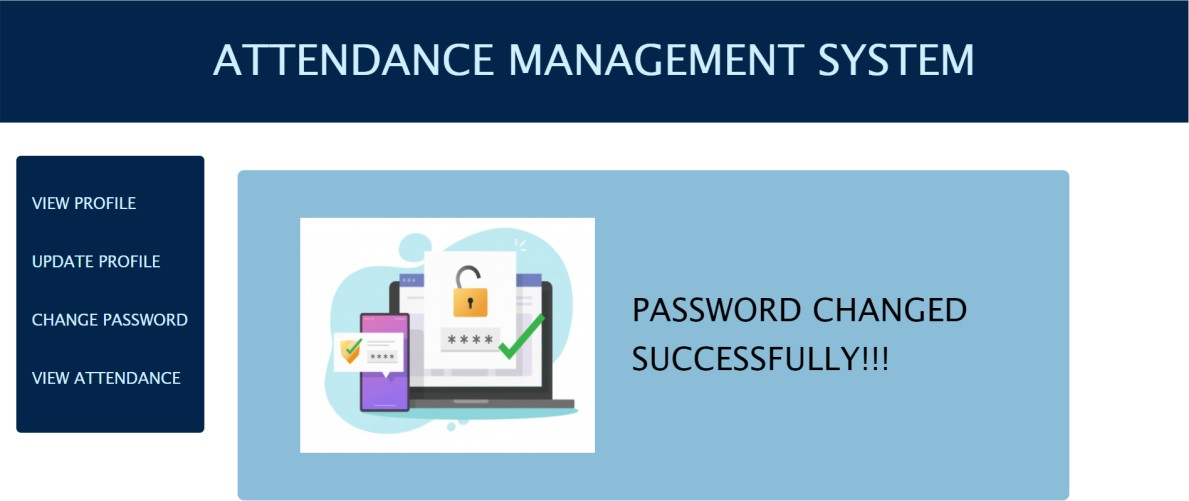 ATTENDANCE MANAGEMENT SYSTEM
VIEW PROFILE
UPDATE PROFILE
CHANGE PASSWORD
VIEW ATTENDANCE
****
****
PASSWORD CHANGED
SUCCESSFULLY!!!